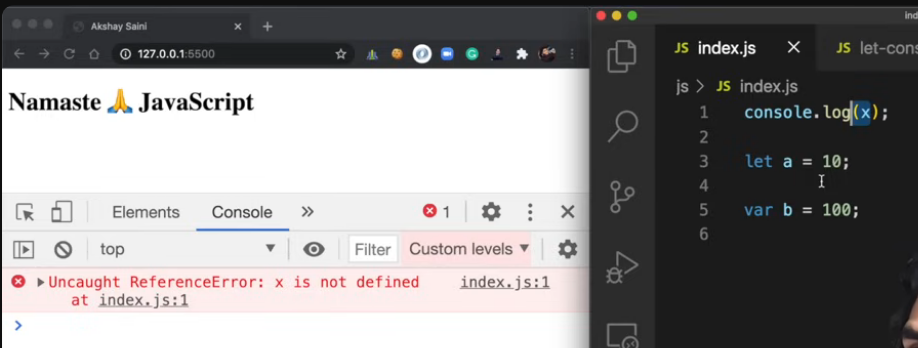 Akshay Saini
127.0.0.1:5500
Namaste 🙏 JavaScript
Elements Console » 1
top Filter Custom levels ▼
Uncaught ReferenceError: x is not defined index.js:1
at index.js:1
>
JS index.js JS let-cons
js > JS index.js
1 console.log(x);
2
3 let a = 10;
4
5 var b = 100;
6